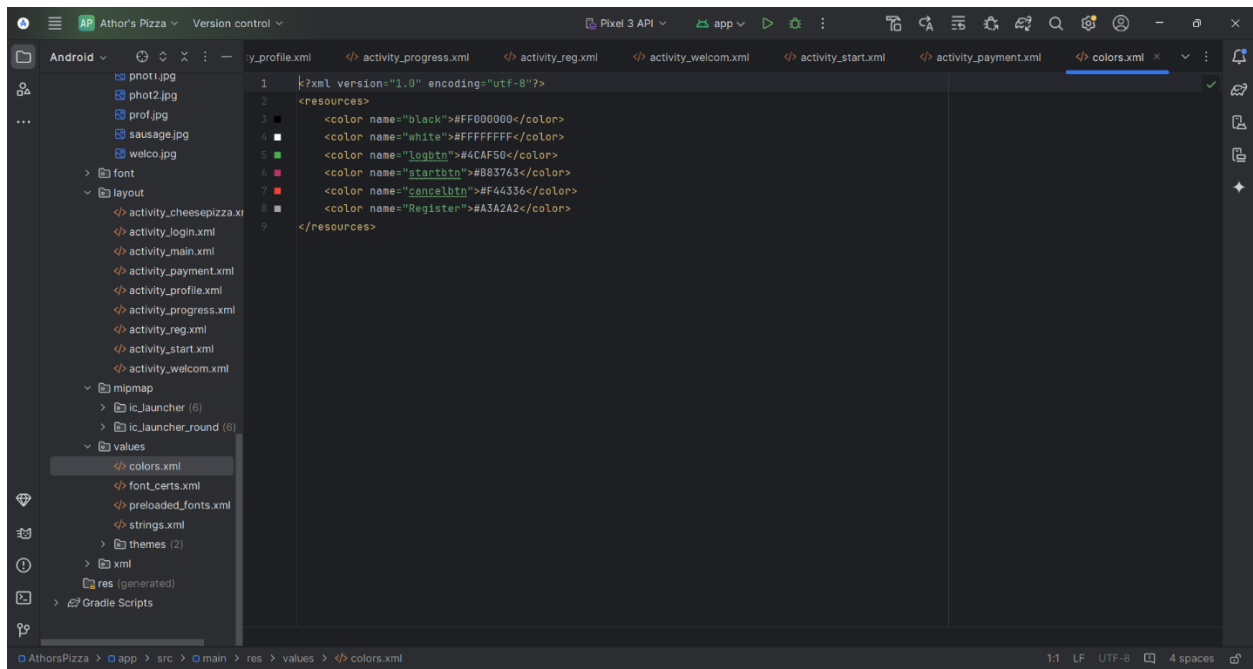 AP Athor's Pizza Version control Pixel 3 API app
Android
ty_profile.xml activity_progress.xml activity_reg.xml activity_welcom.xml activity_start.xml activity_payment.xml colors.xml
phot1.jpg
phot2.jpg
prof.jpg
sausage.jpg
welco.jpg
font
layout
activity_cheesepizza.xr
activity_login.xml
activity_main.xml
activity_payment.xml
activity_profile.xml
activity_progress.xml
activity_reg.xml
activity_start.xml
activity_welcom.xml
mipmap
ic_launcher (6)
ic_launcher_round (6)
values
colors.xml
font_certs.xml
preloaded_fonts.xml
strings.xml
themes (2)
xml
res (generated)
Gradle Scripts
1 <?xml version="1.0" encoding="utf-8"?>
2 <resources>
3 <color name="black">#FF000000</color>
4 <color name="white">#FFFFFFFF</color>
5 <color name="logbtn">#4CAF50</color>
6 <color name="startbtn">#B83763</color>
7 <color name="cancelbtn">#F44336</color>
8 <color name="Register">#A3A2A2</color>
9 </resources>
AthorsPizza > app > src > main > res > values > colors.xml 1:1 LF UTF-8 4 spaces